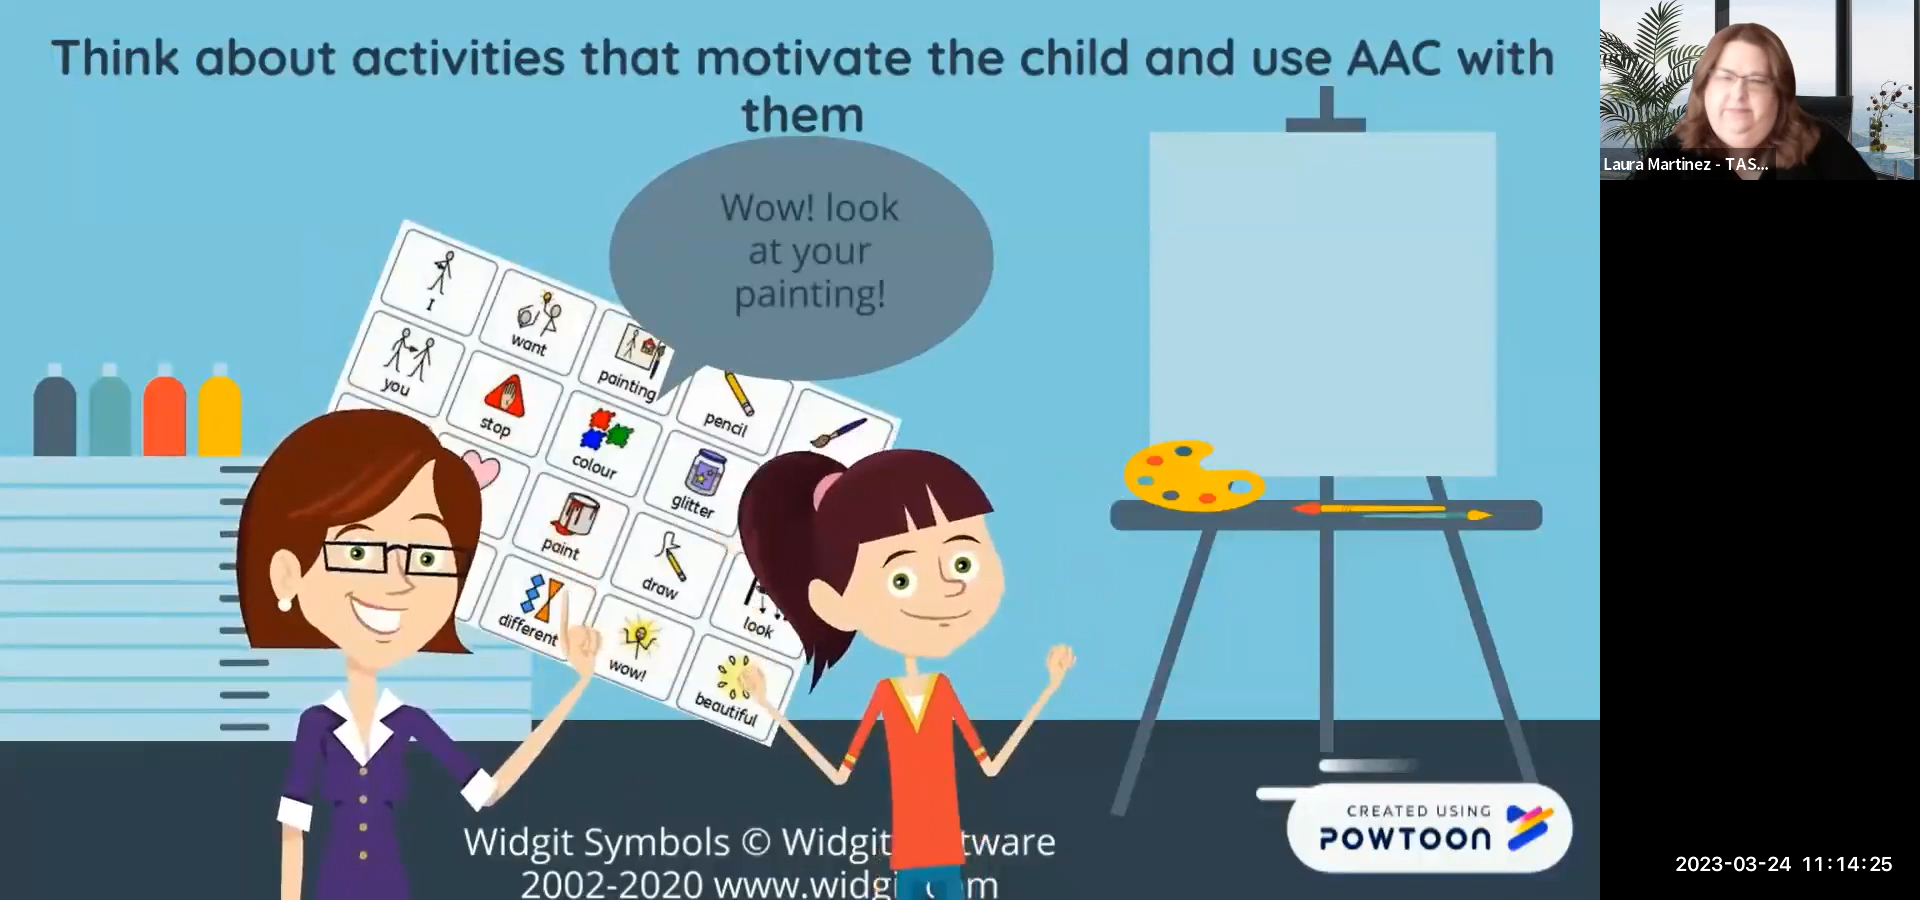 Think about activities that motivate the child and use AAC with
them
Wow! look
at your
painting!
I
want
painting
pencil
you
stop
colour
glitter
paint
draw
look
different
wow!
beautiful
Widgit Symbols © Widgit tware
2002-2020 www.widgi m
CREATED USING
POWTOON
Laura Martinez - TAS...
2023-03-24 11:14:25